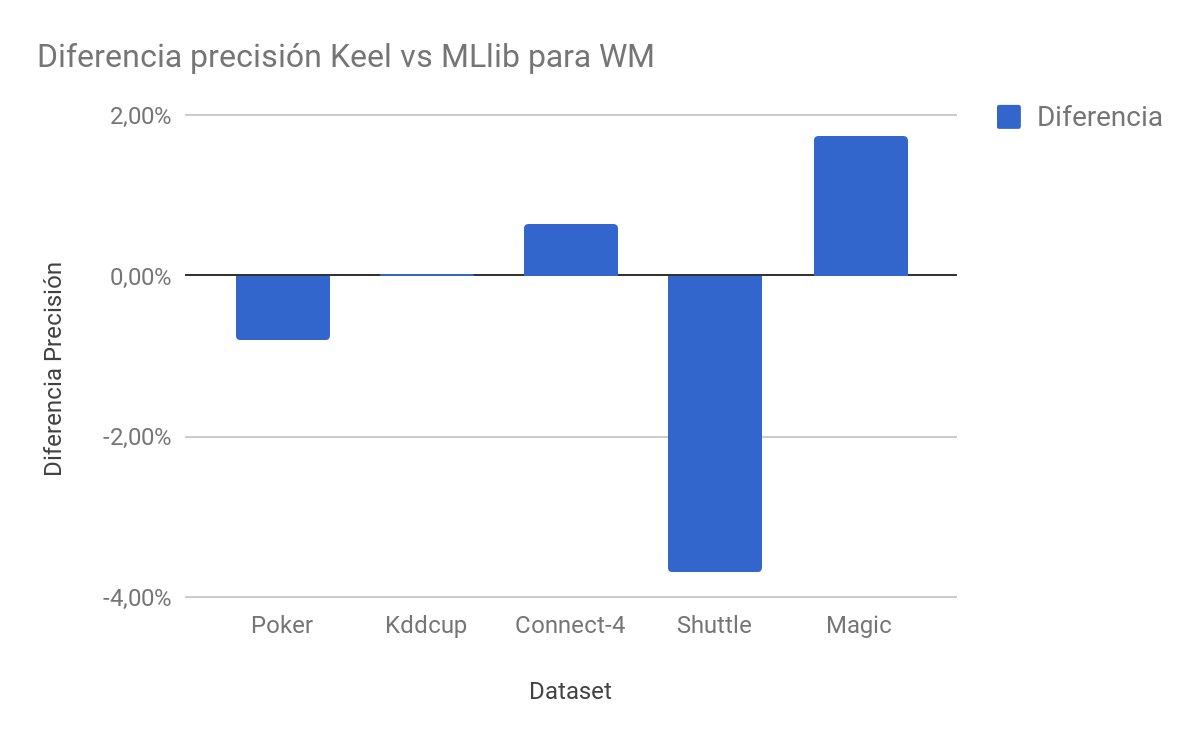 Diferencia precisión Keel vs MLlib para WM
Diferencia
2,00%
0,00%
-2,00%
-4,00%
Diferencia Precisión
Poker Kddcup Connect-4 Shuttle Magic
Dataset